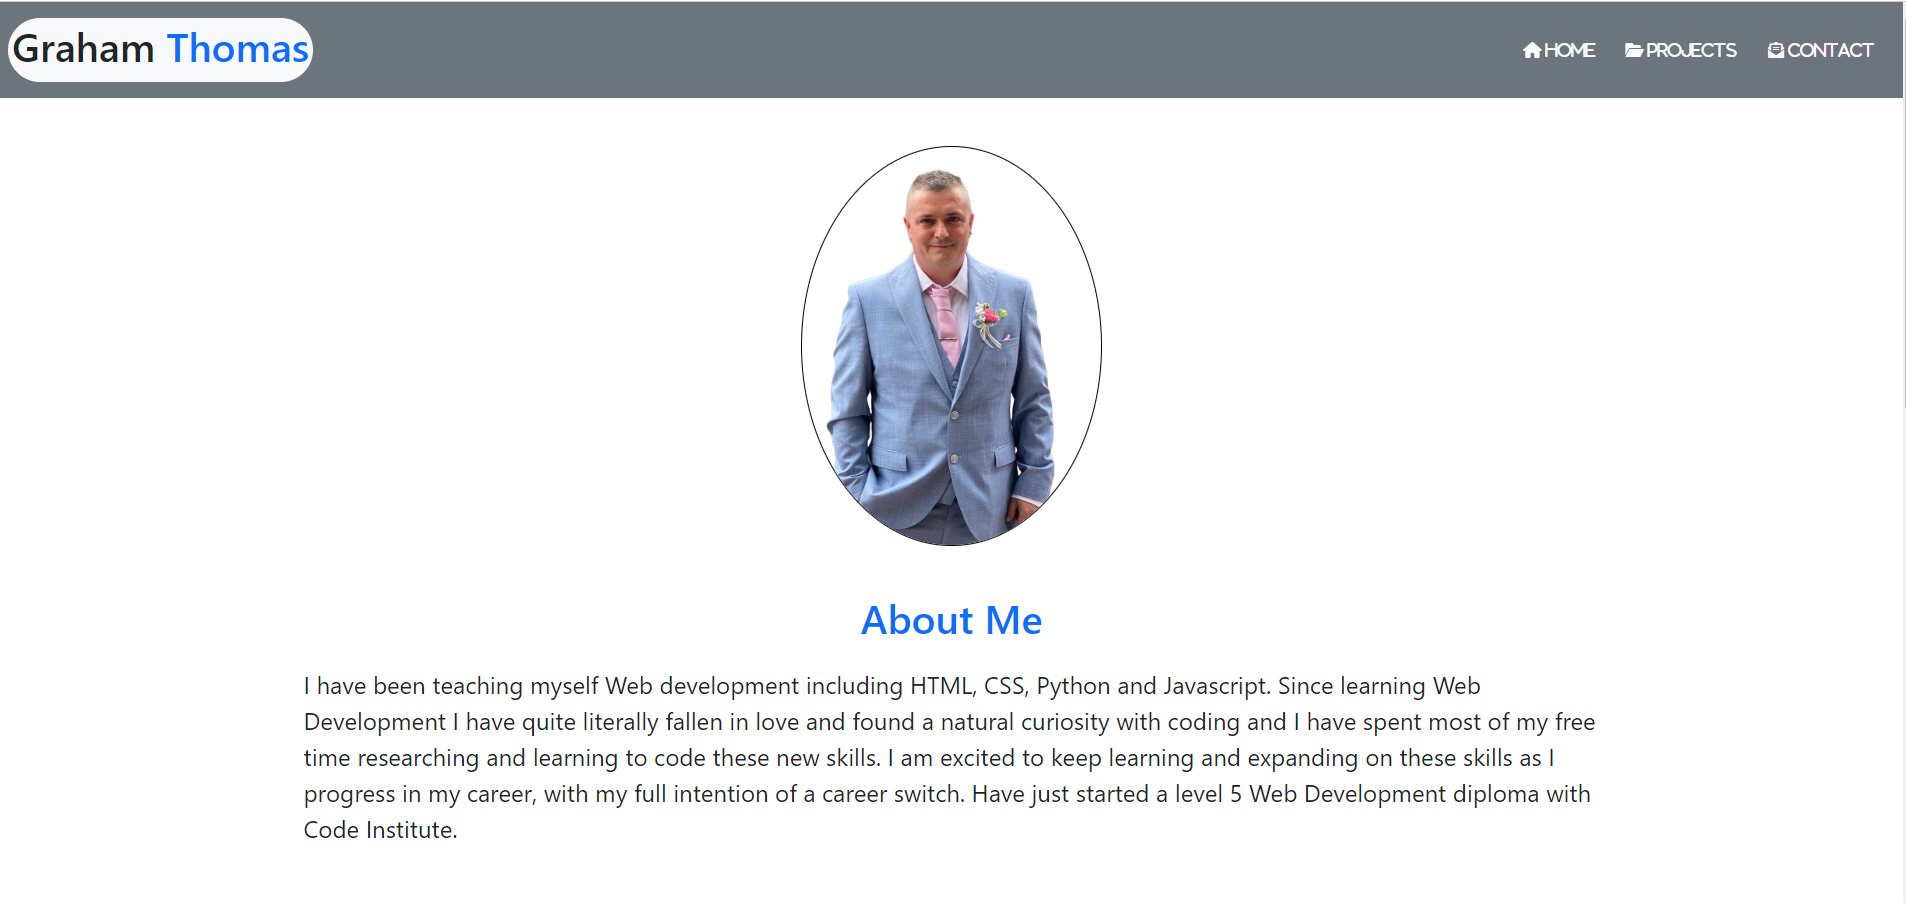 Graham Thomas
HOME PROJECTS CONTACT
About Me
I have been teaching myself Web development including HTML, CSS, Python and Javascript. Since learning Web
Development I have quite literally fallen in love and found a natural curiosity with coding and I have spent most of my free
time researching and learning to code these new skills. I am excited to keep learning and expanding on these skills as I
progress in my career, with my full intention of a career switch. Have just started a level 5 Web Development diploma with
Code Institute.